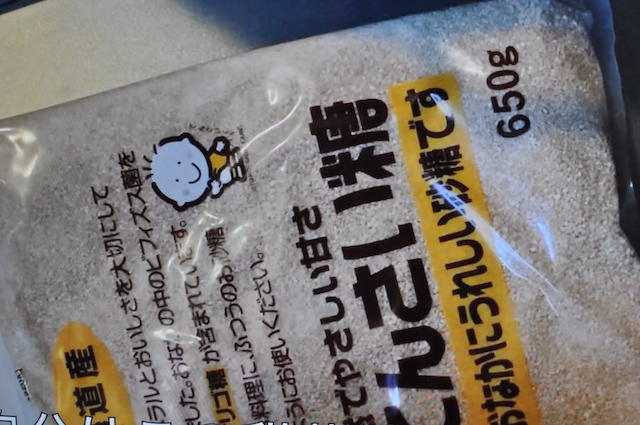 道産
ラルとおいしさを大切にして
した。おな の中のビフィズス菌を
リゴ糖 が含まれています。
料理に、ふつうのお砂糖
うにお使いください。
でやさしい甘さ
んさい糖
おなかにうれしい砂糖です
650g